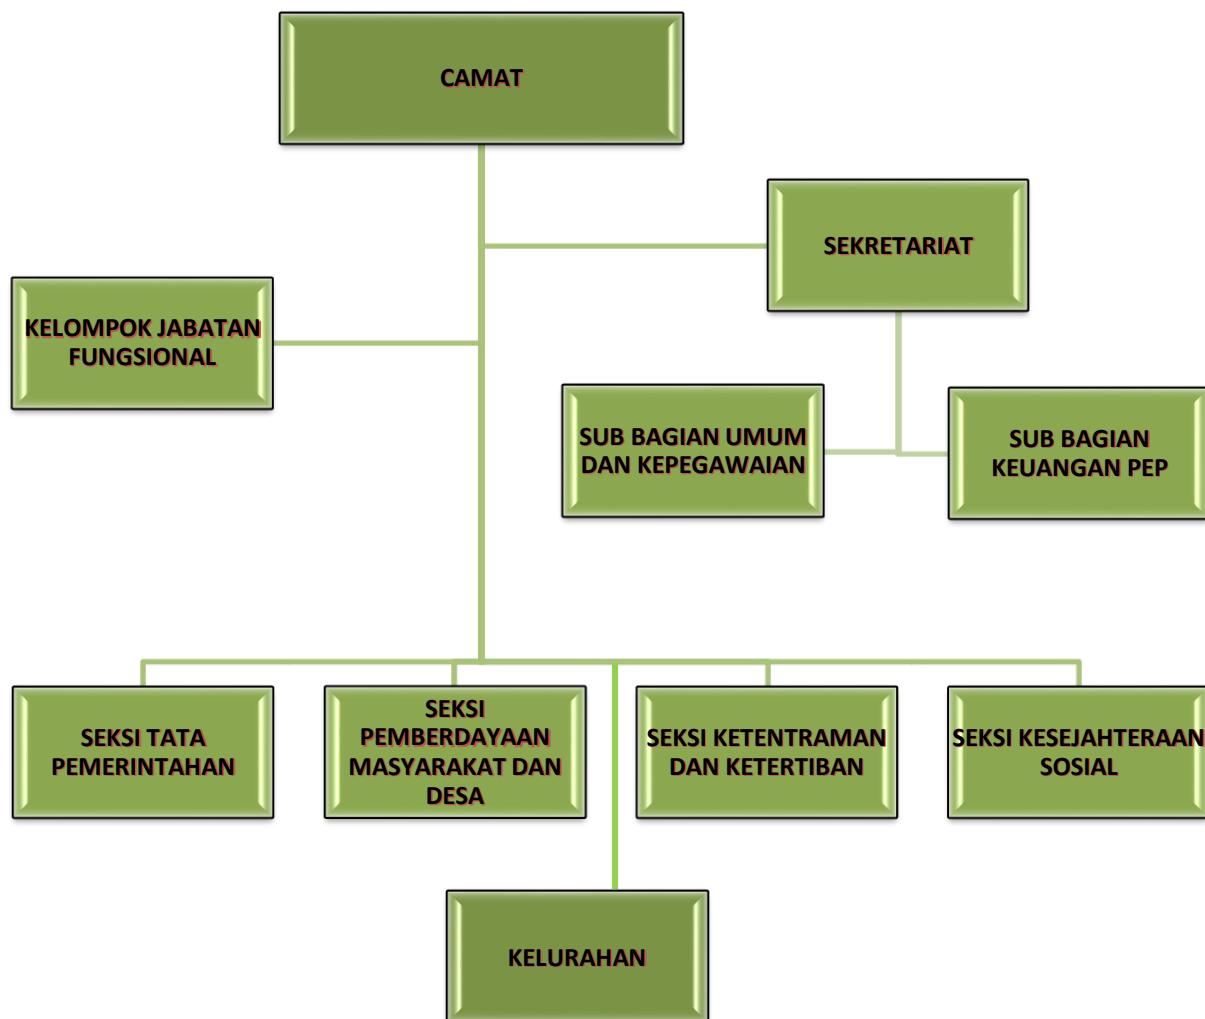 CAMAT
SEKRETARIAT
KELOMPOK JABATAN
FUNGSIONAL
SUB BAGIAN UMUM
DAN KEPEGAWAIAN
SUB BAGIAN
KEUANGAN PEP
SEKSI TATA
PEMERINTAHAN
SEKSI
PEMBERDAYAAN
MASYARAKAT DAN
DESA
SEKSI KETENTRAMAN
DAN KETERTIBAN
SEKSI KESEJAHTERAAN
SOSIAL
KELURAHAN